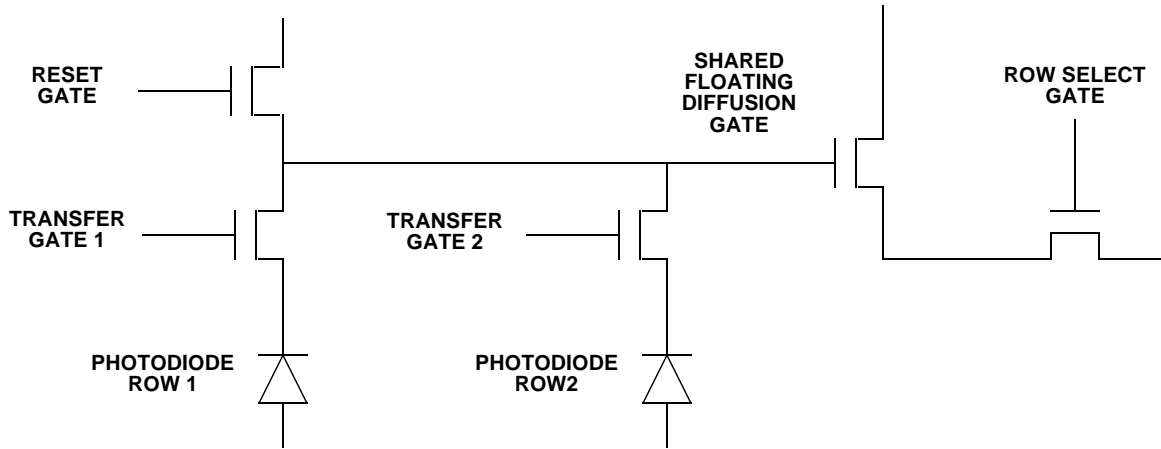 RESET
GATE
SHARED
FLOATING
DIFFUSION
GATE
ROW SELECT
GATE
TRANSFER
GATE 1
TRANSFER
GATE 2
PHOTODIODE
ROW 1
PHOTODIODE
ROW2